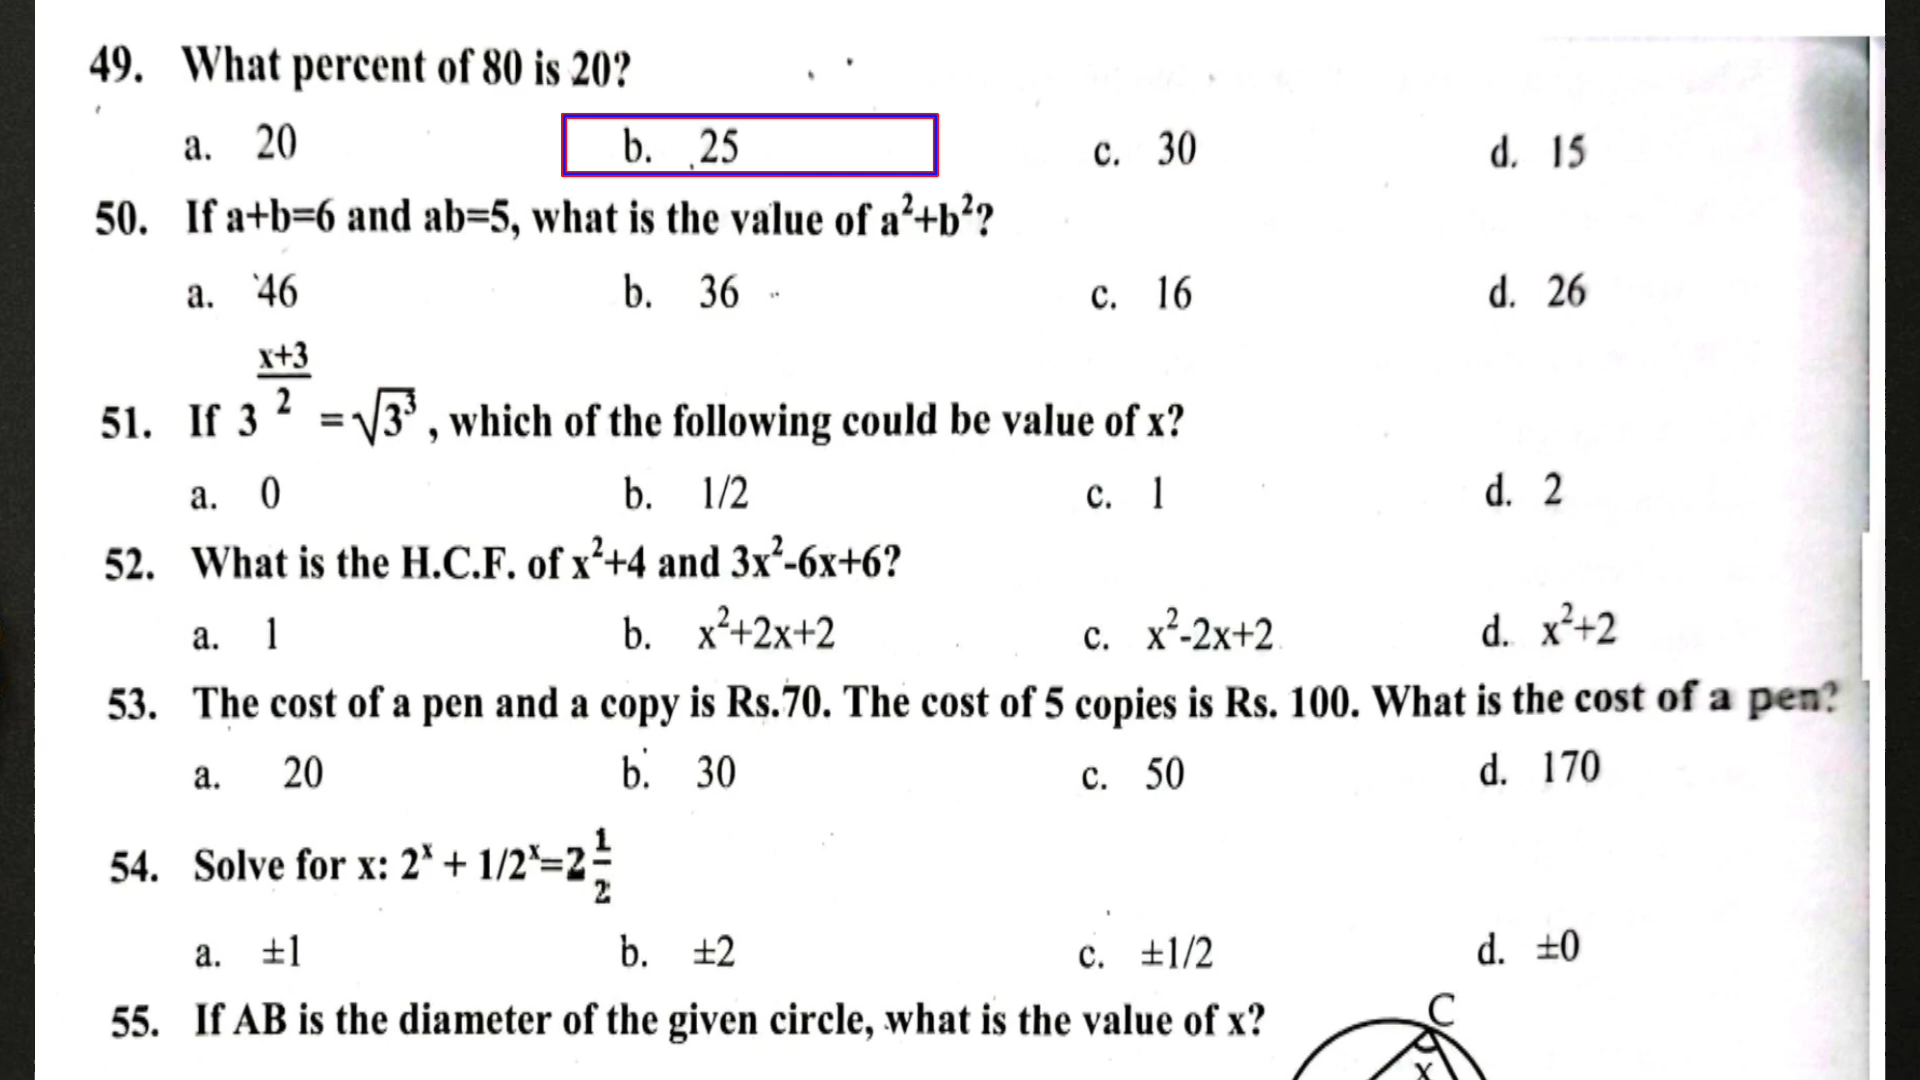 49. What percent of 80 is 20?
a. 20 b. 25 c. 30 d. 15
50. If a+b=6 and ab=5, what is the value of a²+b²?
a. 46 b. 36 c. 16 d. 26
51. If 3^(x+3)/2 = √3³, which of the following could be value of x?
a. 0 b. 1/2 c. 1 d. 2
52. What is the H.C.F. of x²+4 and 3x²-6x+6?
a. 1 b. x²+2x+2 c. x²-2x+2 d. x²+2
53. The cost of a pen and a copy is Rs.70. The cost of 5 copies is Rs. 100. What is the cost of a pen?
a. 20 b. 30 c. 50 d. 170
54. Solve for x: 2ˣ + 1/2ˣ=2 1/2
a. ±1 b. ±2 c. ±1/2 d. ±0
55. If AB is the diameter of the given circle, what is the value of x?
C
x